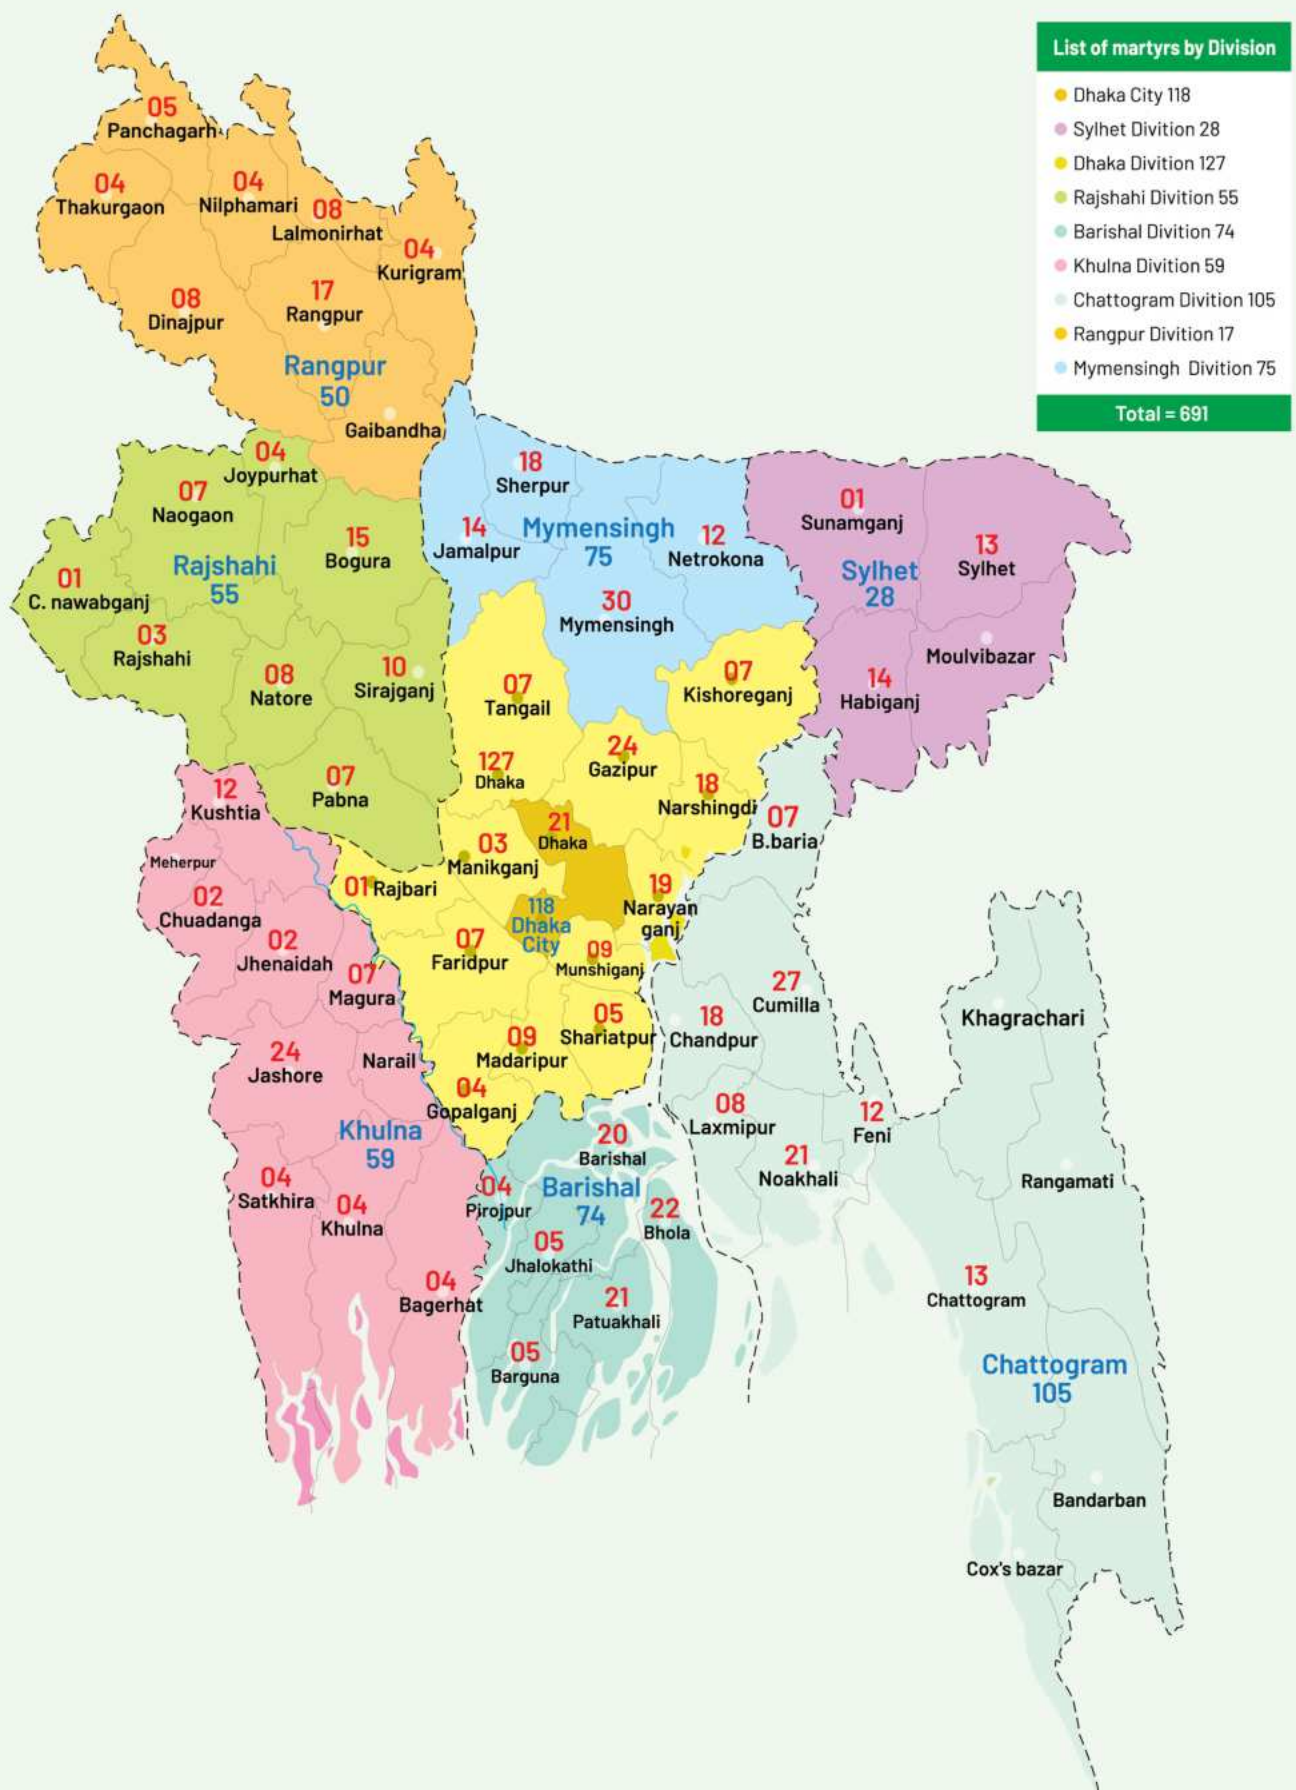 List of martyrs by Division
Dhaka City 118
Sylhet Divition 28
Dhaka Division 127
Rajshahi Divition 55
Barishal Divition 74
Khulna Division 59
Chattogram Division 105
Rangpur Division 17
Mymensingh Divition 75
Total = 691
05
Panchagarh
04
Thakurgaon
04
Nilphamari
08
Lalmonirhat
04
Kurigram
08
Dinajpur
17
Rangpur
Rangpur
50
Gaibandha
04
Joypurhat
07
Naogaon
15
Bogura
Rajshahi
55
01
C. nawabganj
03
Rajshahi
08
Natore
10
Sirajganj
07
Pabna
18
Sherpur
14
Jamalpur
Mymensingh
75
12
Netrokona
30
Mymensingh
01
Sunamganj
13
Sylhet
Sylhet
28
Moulvibazar
14
Habiganj
07
Tangail
07
Kishoreganj
127
Dhaka
24
Gazipur
18
Narshingdi
21
Dhaka
03
Manikganj
01 Rajbari
118
Dhaka
City
19
Narayan
ganj
07
Faridpur
09
Munshiganj
05
Shariatpur
09
Madaripur
04
Gopalganj
12
Kushtia
Meherpur
02
Chuadanga
02
Jhenaidah
07
Magura
24
Jashore
Narail
Khulna
59
04
Satkhira
04
Khulna
04
Bagerhat
20
Barishal
04
Pirojpur
Barishal
74
22
Bhola
05
Jhalokathi
21
Patuakhali
05
Barguna
07
B.baria
27
Cumilla
18
Chandpur
08
Laxmipur
12
Feni
21
Noakhali
Khagrachari
Rangamati
13
Chattogram
Chattogram
105
Bandarban
Cox's bazar